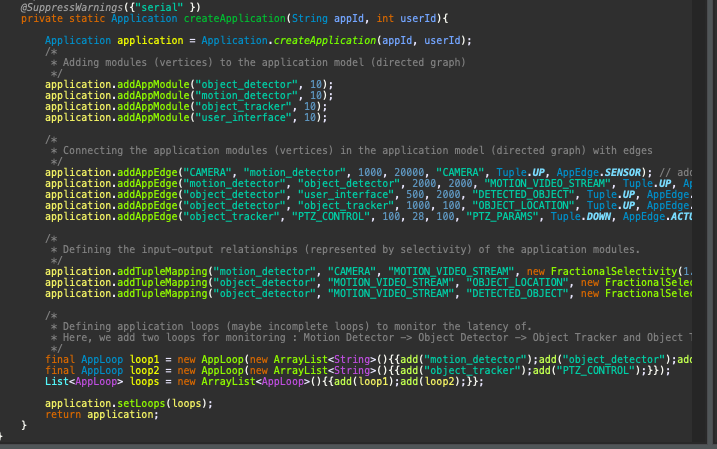 @SuppressWarnings({"serial" })
private static Application createApplication(String appId, int userId){
Application application = Application.createApplication(appId, userId);
/*
* Adding modules (vertices) to the application model (directed graph)
*/
application.addAppModule("object_detector", 10);
application.addAppModule("motion_detector", 10);
application.addAppModule("object_tracker", 10);
application.addAppModule("user_interface", 10);
/*
* Connecting the application modules (vertices) in the application model (directed graph) with edges
*/
application.addAppEdge("CAMERA", "motion_detector", 1000, 20000, "CAMERA", Tuple.UP, AppEdge.SENSOR); // add
application.addAppEdge("motion_detector", "object_detector", 2000, 2000, "MOTION_VIDEO_STREAM", Tuple.UP, Ap
application.addAppEdge("object_detector", "user_interface", 500, 2000, "DETECTED_OBJECT", Tuple.UP, AppEdge.
application.addAppEdge("object_detector", "object_tracker", 1000, 100, "OBJECT_LOCATION", Tuple.UP, AppEdge.
application.addAppEdge("object_tracker", "PTZ_CONTROL", 100, 28, 100, "PTZ_PARAMS", Tuple.DOWN, AppEdge.ACTU
/*
* Defining the input-output relationships (represented by selectivity) of the application modules.
*/
application.addTupleMapping("motion_detector", "CAMERA", "MOTION_VIDEO_STREAM", new FractionalSelectivity(1.
application.addTupleMapping("object_detector", "MOTION_VIDEO_STREAM", "OBJECT_LOCATION", new FractionalSelec
application.addTupleMapping("object_detector", "MOTION_VIDEO_STREAM", "DETECTED_OBJECT", new FractionalSelec
/*
* Defining application loops (maybe incomplete loops) to monitor the latency of.
* Here, we add two loops for monitoring : Motion Detector -> Object Detector -> Object Tracker and Object T
*/
final AppLoop loop1 = new AppLoop(new ArrayList<String>(){{add("motion_detector");add("object_detector");add
final AppLoop loop2 = new AppLoop(new ArrayList<String>(){{add("object_tracker");add("PTZ_CONTROL");}});
List<AppLoop> loops = new ArrayList<AppLoop>(){{add(loop1);add(loop2);}};
application.setLoops(loops);
return application;
}
}